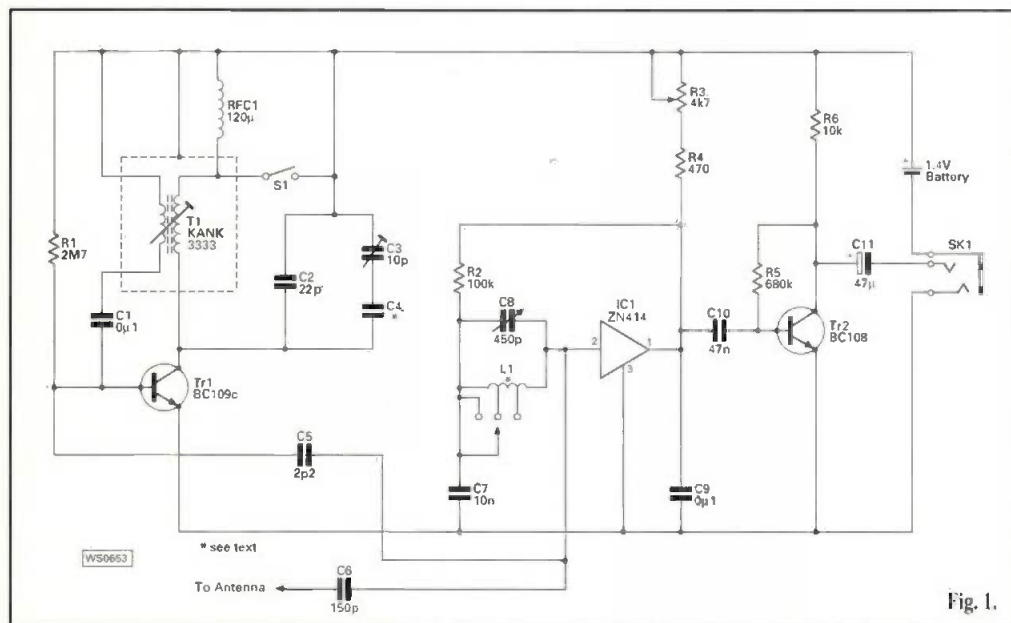 RFC1
120µ
S1
T1
KANK
3333
R1
2M7
C1
0µ1
C2
22p
C3
10p
C4
*
Tr1
BC109c
C5
2p2
R2
100k
C8
450p
L1
*
C7
10n
IC1
ZN414
2
1
3
R3
4k7
R4
470
C10
47n
C9
0µ1
R5
680k
R6
10k
Tr2
BC108
C11
47µ
+
+
1.4V
Battery
SK1
* see text
WS0653
To Antenna
C6
150p
Fig. 1.